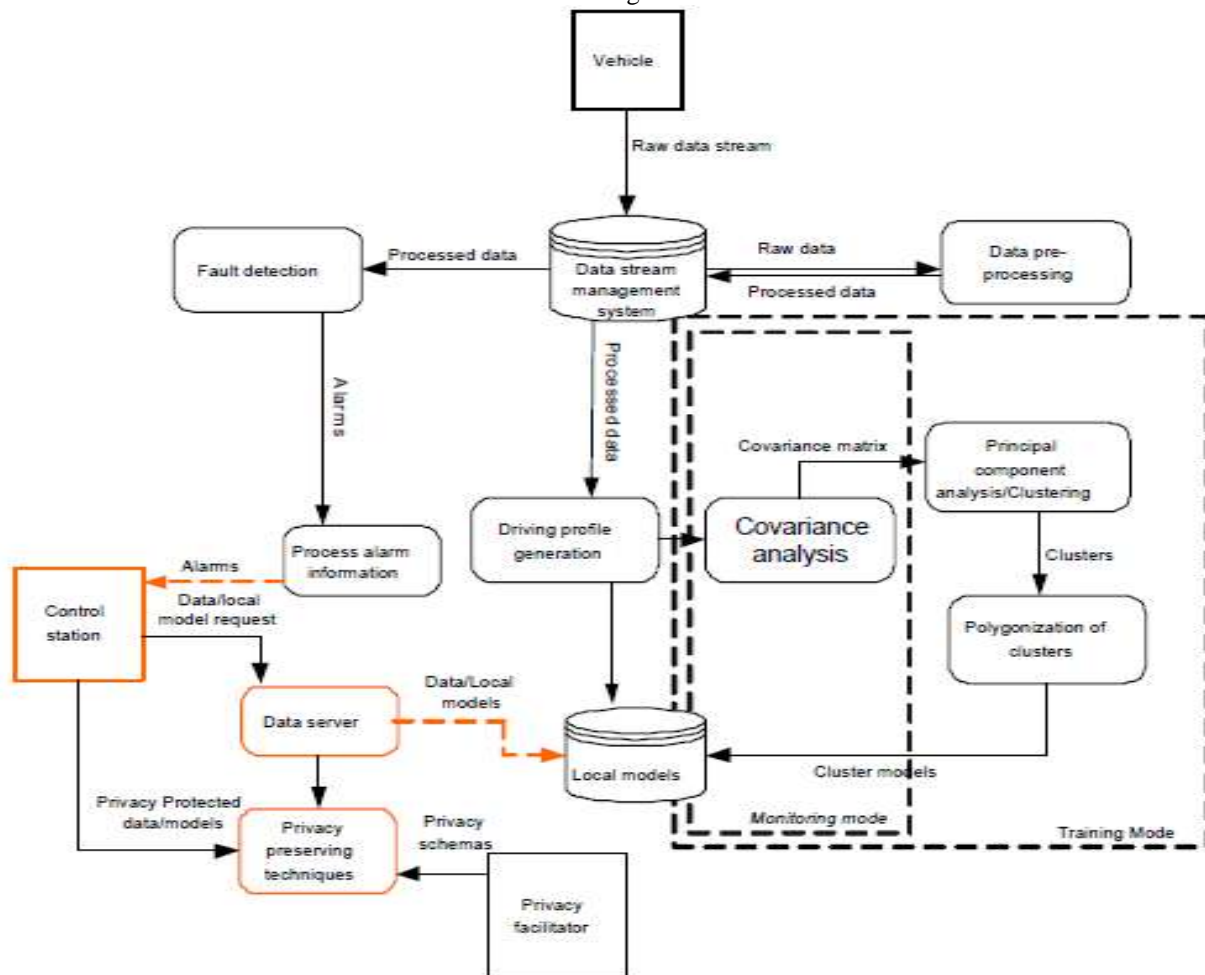 Vehicle
Raw data stream
Fault detection
Processed data
Data stream
management
system
Raw data
Processed data
Data pre-
processing
Alarms
Processed data
Covariance matrix
Principal
component
analysis/Clustering
Driving profile
generation
Covariance
analysis
Clusters
Process alarm
information
Alarms
Data/local
model request
Control
station
Polygonization of
clusters
Data server
Data/Local
models
Local models
Cluster models
Monitoring mode
Training Mode
Privacy Protected
data/models
Privacy
preserving
techniques
Privacy
schemas
Privacy
facilitator